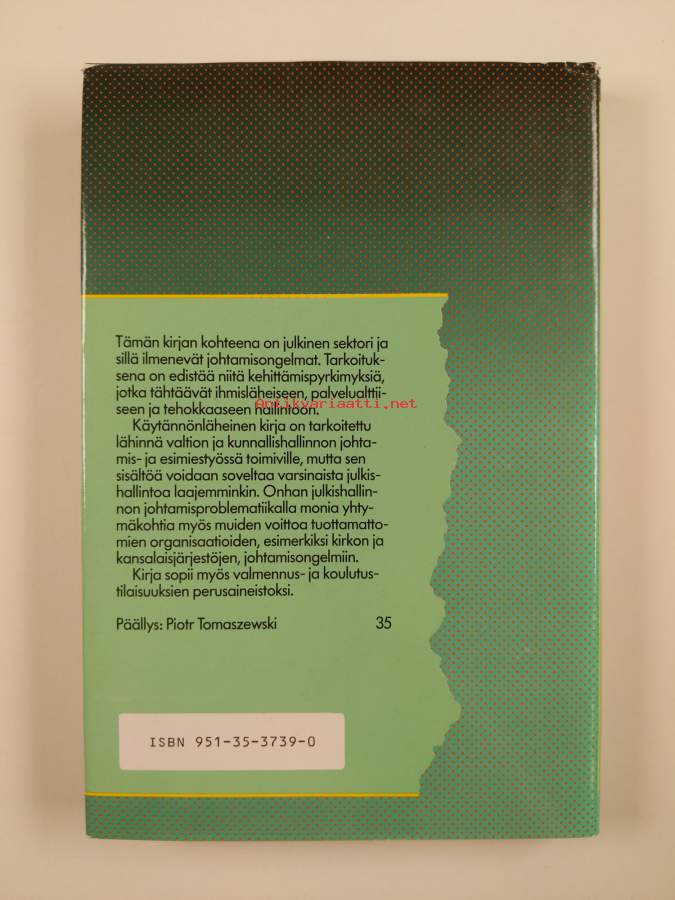 Tämän kirjan kohteena on julkinen sektori ja
sillä ilmenevät johtamisongelmat. Tarkoituk-
sena on edistää niitä kehittämispyrkimyksiä,
jotka tähtäävät ihmisläheiseen, palvelualttii-
seen ja tehokkaaseen hallintoon.
Antikvariaatti.net
Käytännönläheinen kirja on tarkoitettu
lähinnä valtion ja kunnallishallinnon johta-
mis- ja esimiestyössä toimiville, mutta sen
sisältöä voidaan soveltaa varsinaista julkis-
hallintoa laajemminkin. Onhan julkishallin-
non johtamisproblematiikalla monia yhty-
mäkohtia myös muiden voittoa tuottamatto-
mien organisaatioiden, esimerkiksi kirkon ja
kansalaisjärjestöjen, johtamisongelmiin.
Kirja sopii myös valmennus- ja koulutus-
tilaisuuksien perusaineistoksi.
Päällys: Piotr Tomaszewski 35
ISBN 951-35-3739-0